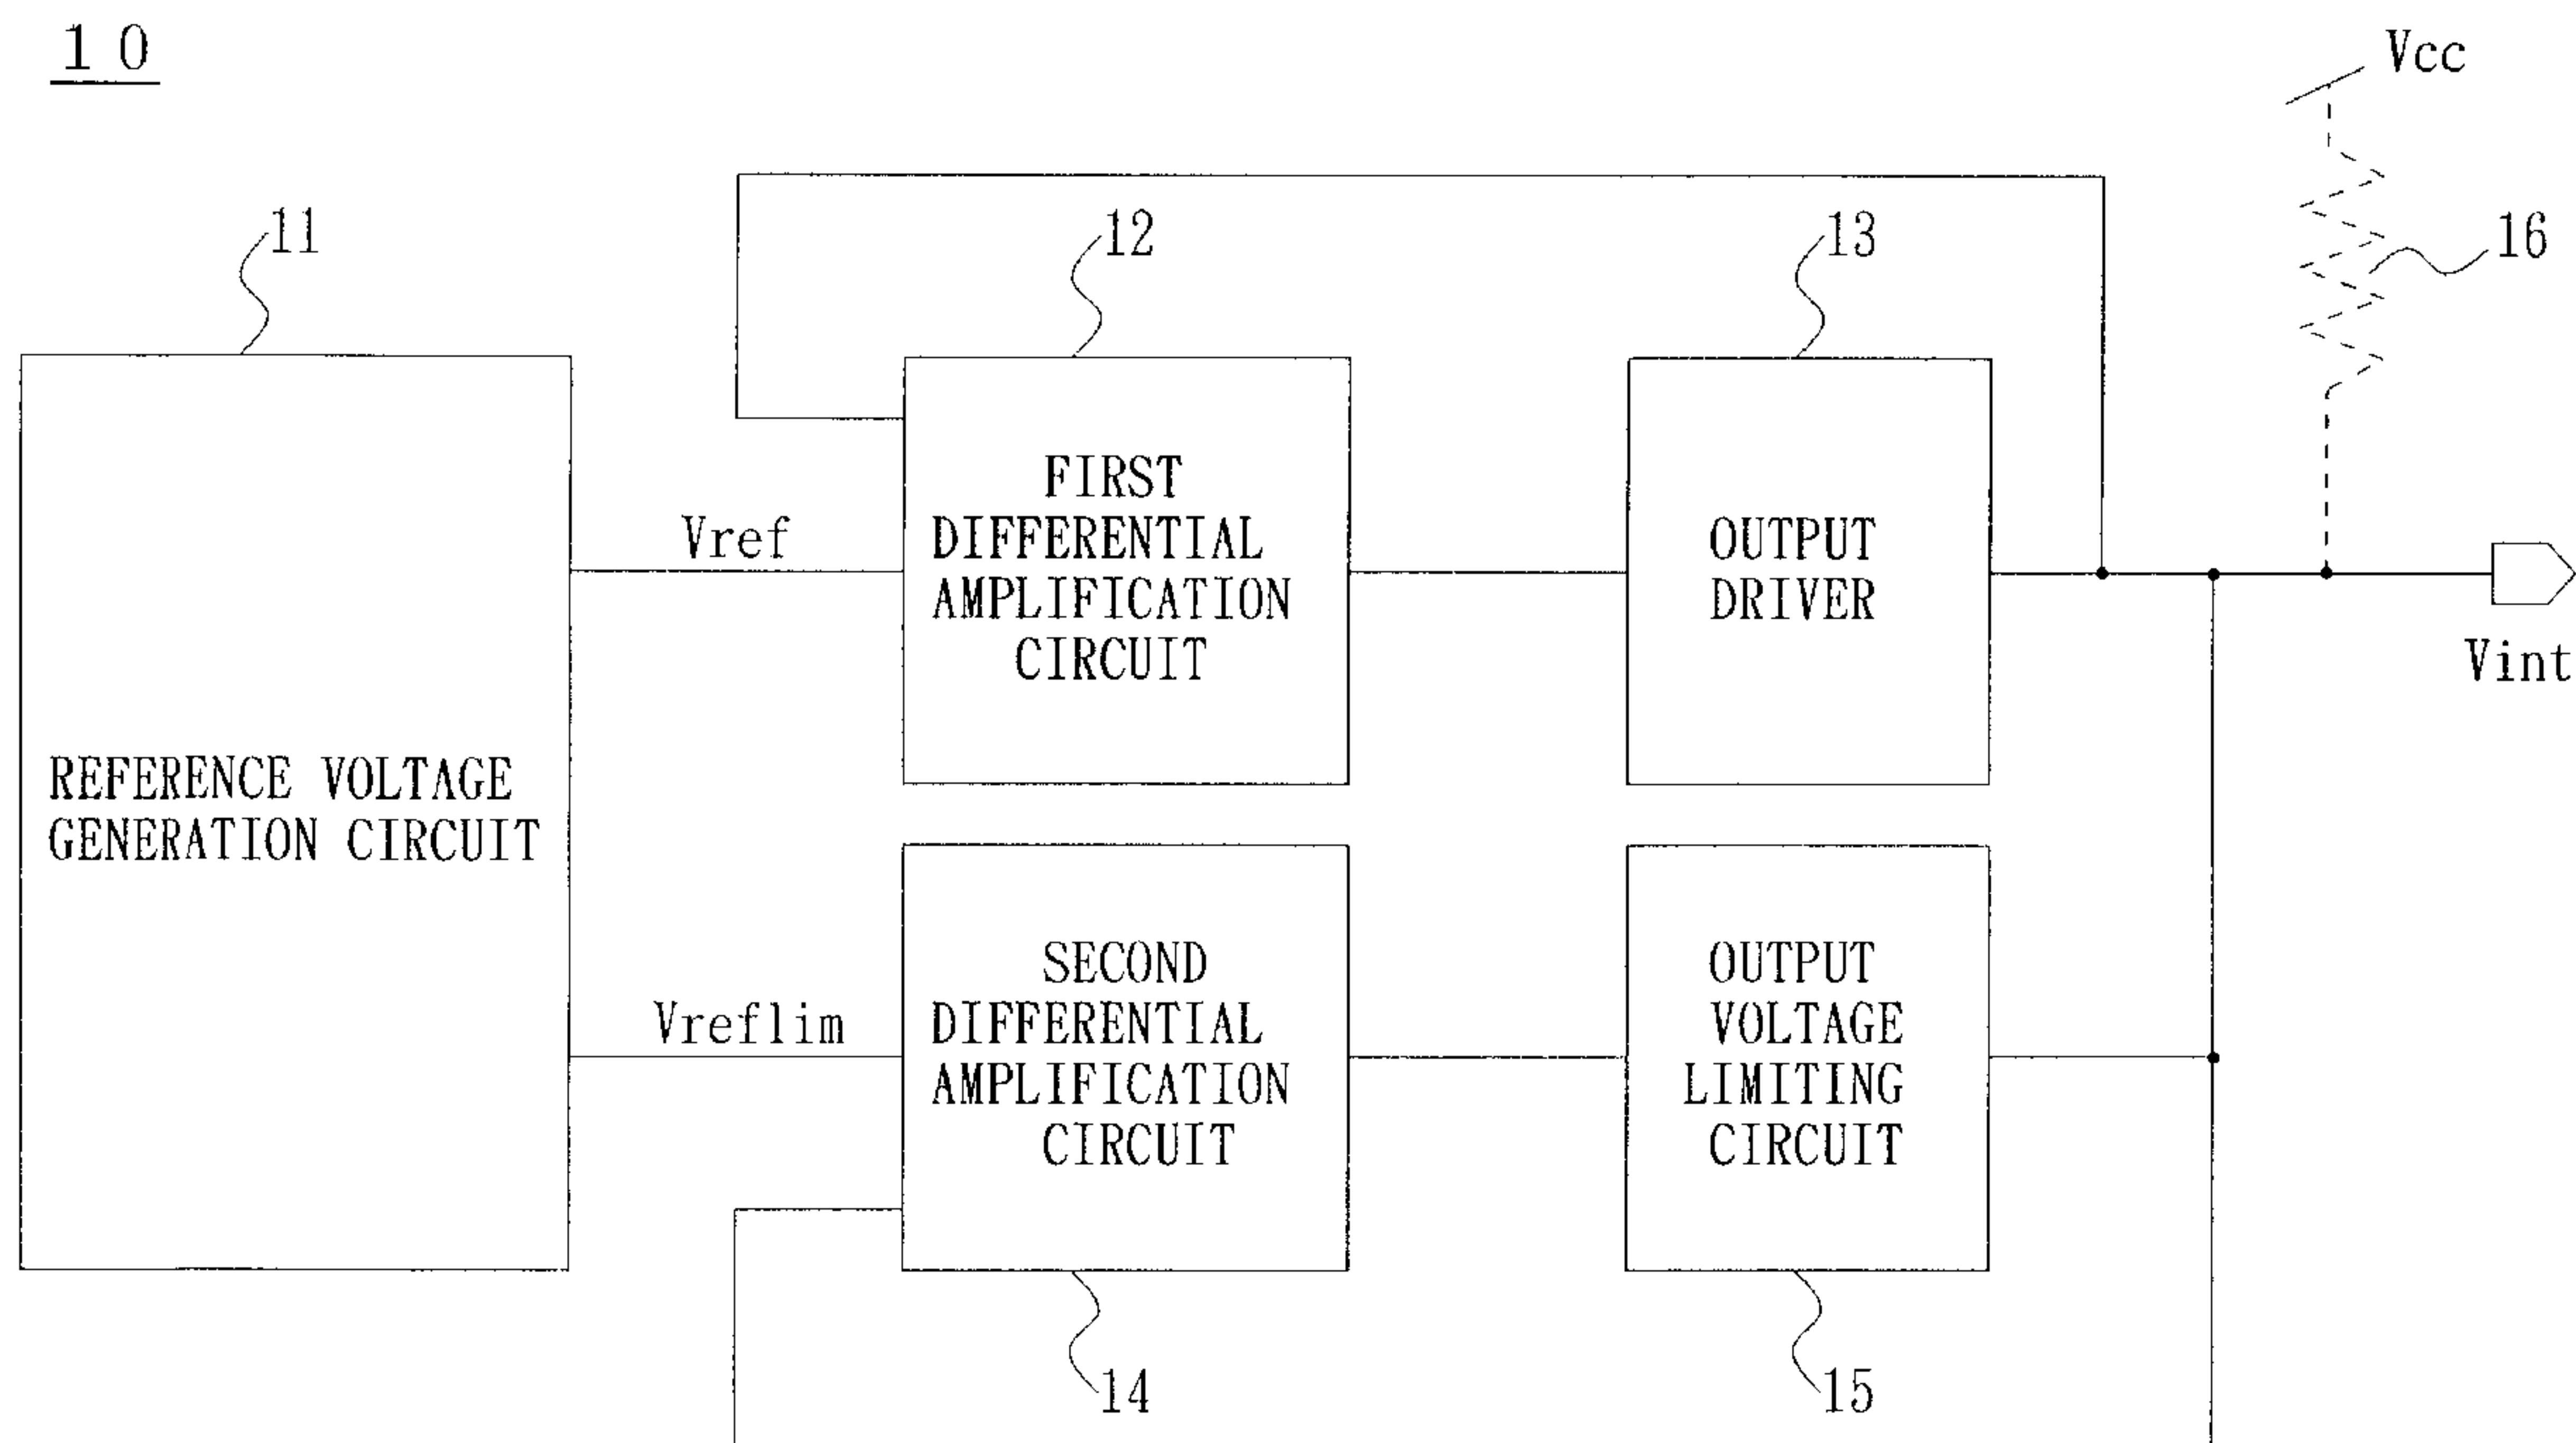 10
Vcc
11
12
13
16
FIRST
DIFFERENTIAL
AMPLIFICATION
CIRCUIT
Vref
OUTPUT
DRIVER
Vint
REFERENCE VOLTAGE
GENERATION CIRCUIT
SECOND
DIFFERENTIAL
AMPLIFICATION
CIRCUIT
Vreflim
OUTPUT
VOLTAGE
LIMITING
CIRCUIT
14
15